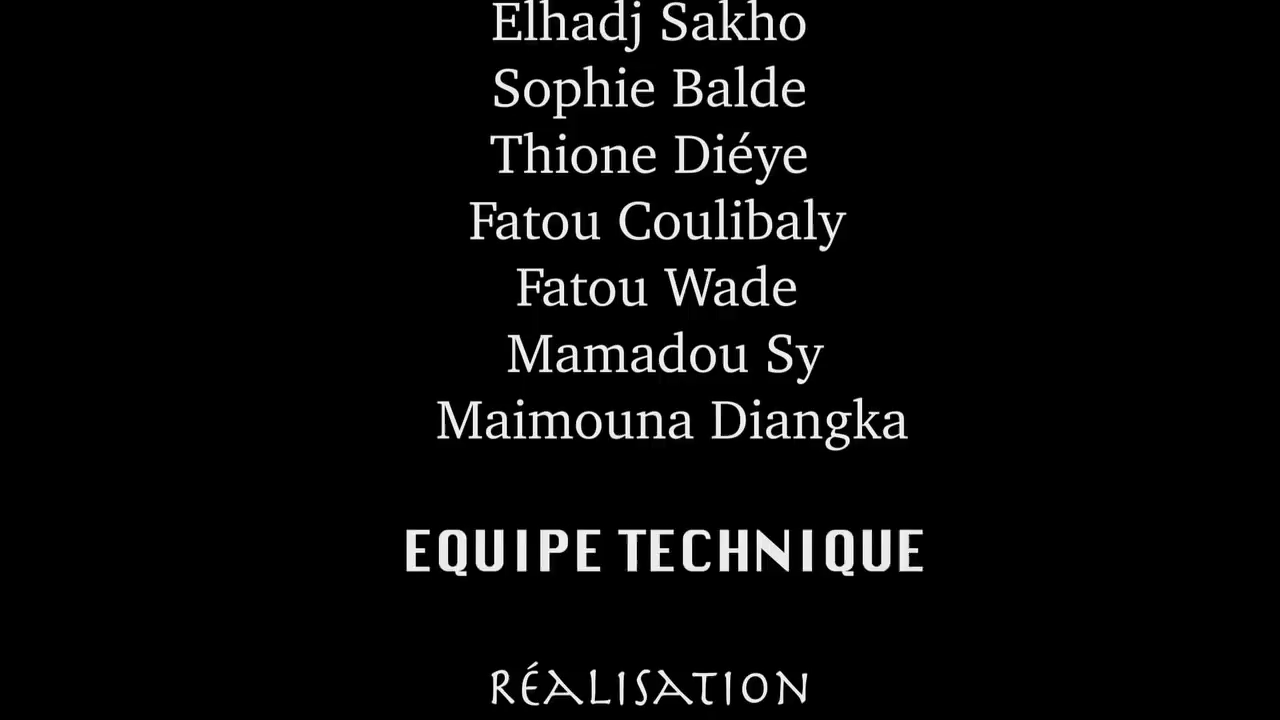 Elhadj Sakho
Sophie Balde
Thione Diéye
Fatou Coulibaly
Fatou Wade
Mamadou Sy
Maimouna Diangka
EQUIPE TECHNIQUE
RÉALISATION